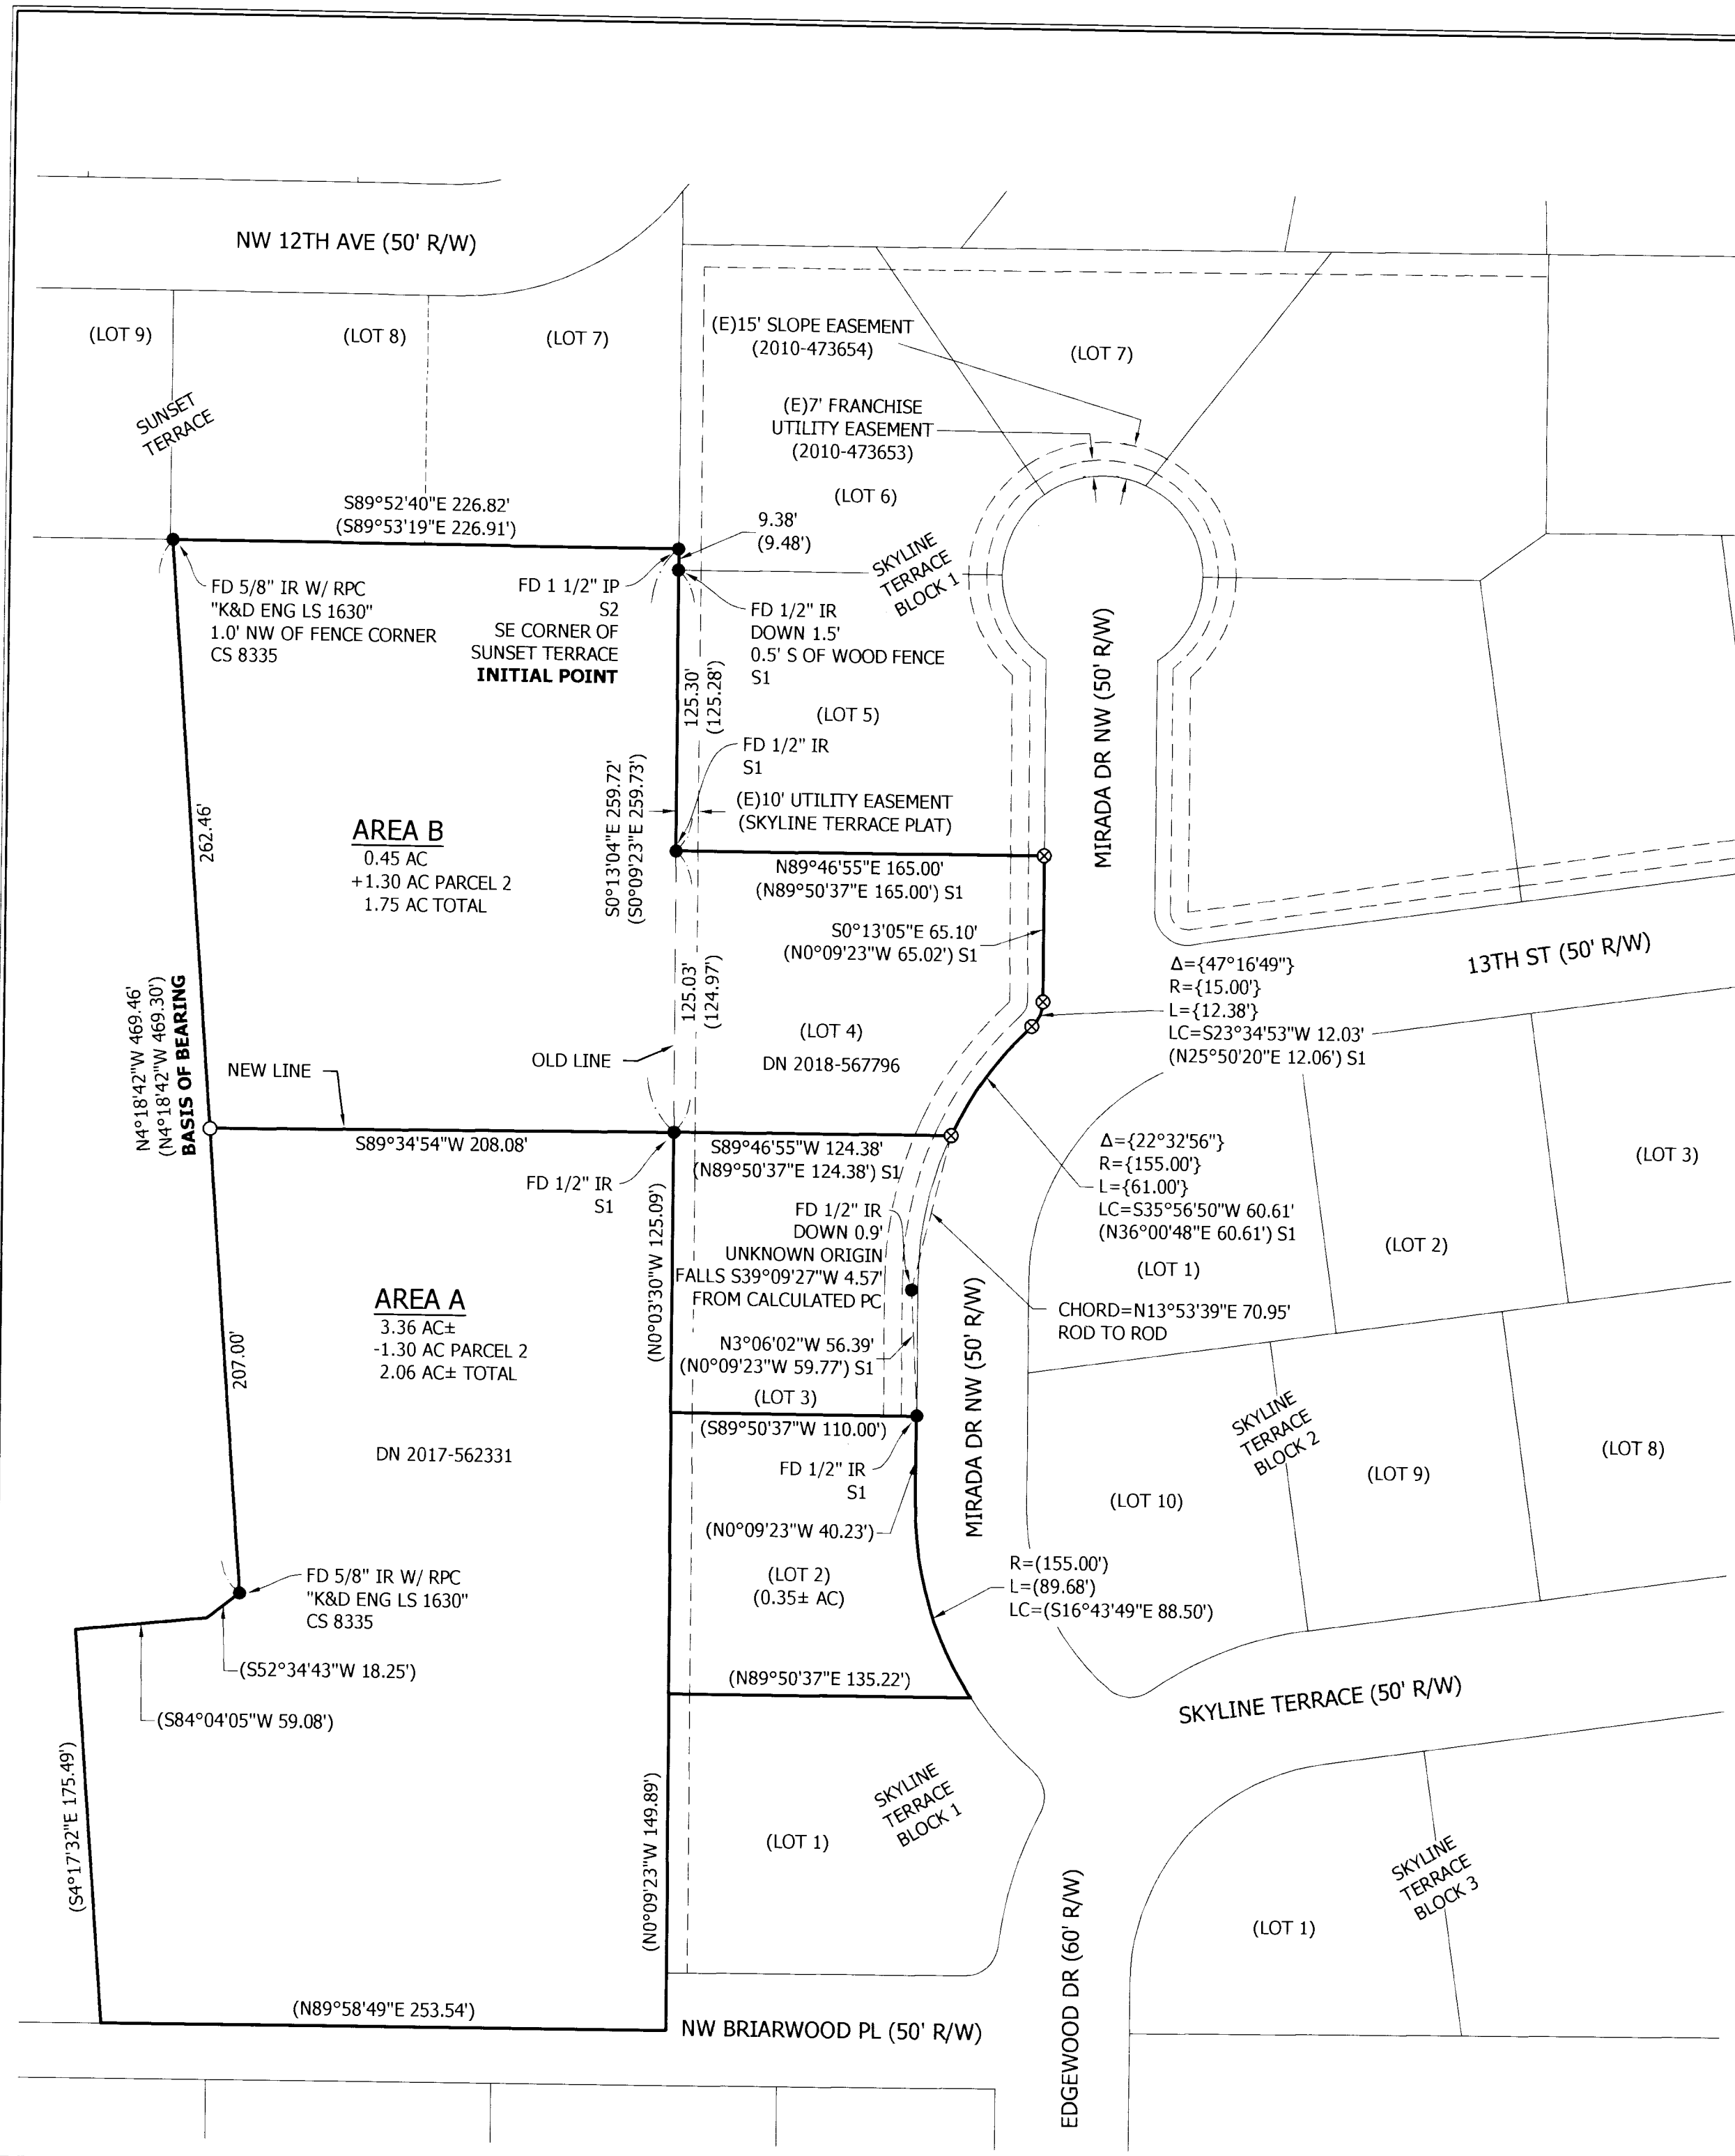 NW 12TH AVE (50' R/W)
(LOT 9)
(LOT 8)
(LOT 7)
SUNSET
TERRACE
(E)15' SLOPE EASEMENT
(2010-473654)
(LOT 7)
(E)7' FRANCHISE
UTILITY EASEMENT
(2010-473653)
(LOT 6)
S89°52'40"E 226.82'
(S89°53'19"E 226.91')
9.38'
(9.48')
SKYLINE
TERRACE
BLOCK 1
FD 5/8" IR W/ RPC
"K&D ENG LS 1630"
1.0' NW OF FENCE CORNER
CS 8335
FD 1 1/2" IP
S2
SE CORNER OF
SUNSET TERRACE
INITIAL POINT
FD 1/2" IR
DOWN 1.5'
0.5' S OF WOOD FENCE
S1
125.30'
(125.28')
(LOT 5)
FD 1/2" IR
S1
MIRADA DR NW (50' R/W)
S0°13'04"E 259.72'
(S0°09'23"E 259.73')
(E)10' UTILITY EASEMENT
(SKYLINE TERRACE PLAT)
262.46'
AREA B
0.45 AC
+1.30 AC PARCEL 2
1.75 AC TOTAL
N89°46'55"E 165.00'
(N89°50'37"E 165.00') S1
S0°13'05"E 65.10'
(N0°09'23"W 65.02') S1
13TH ST (50' R/W)
Δ={47°16'49"}
R={15.00'}
L={12.38'}
LC=S23°34'53"W 12.03'
(N25°50'20"E 12.06') S1
N4°18'42"W 469.46'
(N4°18'42"W 469.30')
BASIS OF BEARING
125.03'
(124.97')
(LOT 4)
DN 2018-567796
NEW LINE
OLD LINE
S89°34'54"W 208.08'
S89°46'55"W 124.38'
(N89°50'37"E 124.38') S1
Δ={22°32'56"}
R={155.00'}
L={61.00'}
LC=S35°56'50"W 60.61'
(N36°00'48"E 60.61') S1
(LOT 1)
(LOT 2)
(LOT 3)
FD 1/2" IR
S1
(N0°03'30"W 125.09')
FD 1/2" IR
DOWN 0.9'
UNKNOWN ORIGIN
FALLS S39°09'27"W 4.57'
FROM CALCULATED PC
CHORD=N13°53'39"E 70.95'
ROD TO ROD
N3°06'02"W 56.39'
(N0°09'23"W 59.77') S1
(LOT 3)
MIRADA DR NW (50' R/W)
207.00'
AREA A
3.36 AC±
-1.30 AC PARCEL 2
2.06 AC± TOTAL
DN 2017-562331
(S89°50'37"W 110.00')
FD 1/2" IR
S1
(N0°09'23"W 40.23')
SKYLINE
TERRACE
BLOCK 2
(LOT 10)
(LOT 9)
(LOT 8)
FD 5/8" IR W/ RPC
"K&D ENG LS 1630"
CS 8335
(LOT 2)
(0.35± AC)
R=(155.00')
L=(89.68')
LC=(S16°43'49"E 88.50')
(S52°34'43"W 18.25')
(S84°04'05"W 59.08')
(N89°50'37"E 135.22')
SKYLINE TERRACE (50' R/W)
(S4°17'32"E 175.49')
(N0°09'23"W 149.89')
SKYLINE
TERRACE
BLOCK 1
(LOT 1)
SKYLINE
TERRACE
BLOCK 3
(LOT 1)
EDGEWOOD DR (60' R/W)
(N89°58'49"E 253.54')
NW BRIARWOOD PL (50' R/W)